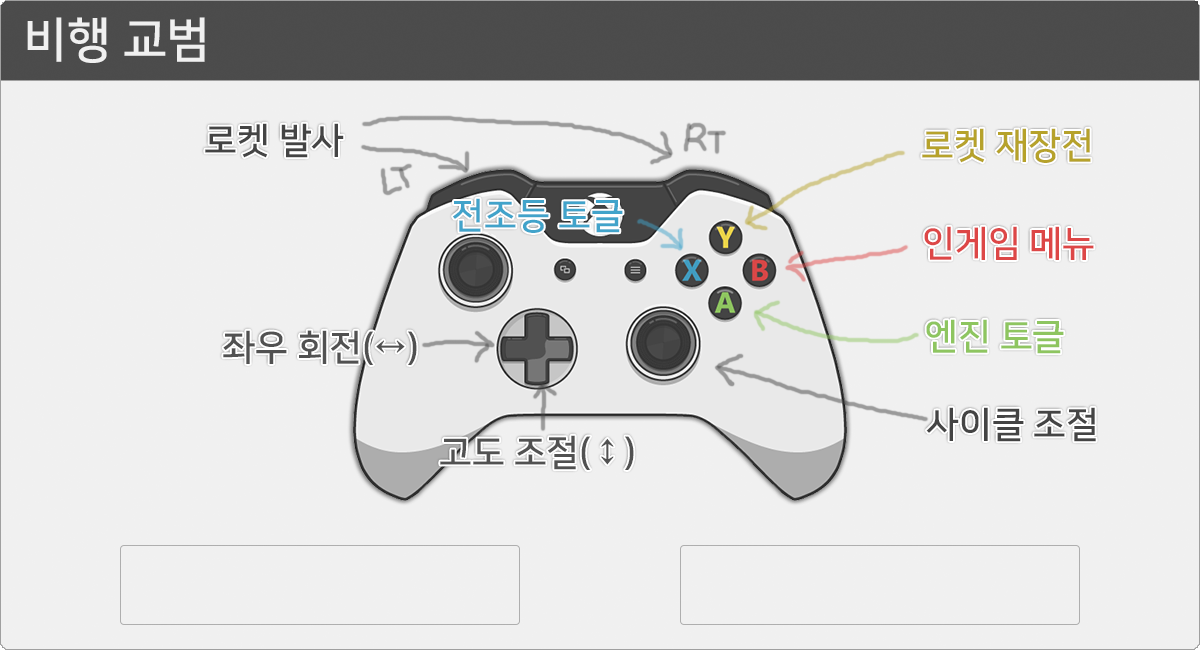 비행 교범
로켓 발사
LT
RT
로켓 재장전
전조등 토글
Y
인게임 메뉴
X
B
A
엔진 토글
좌우 회전(↔)
사이클 조절
고도 조절(↕)